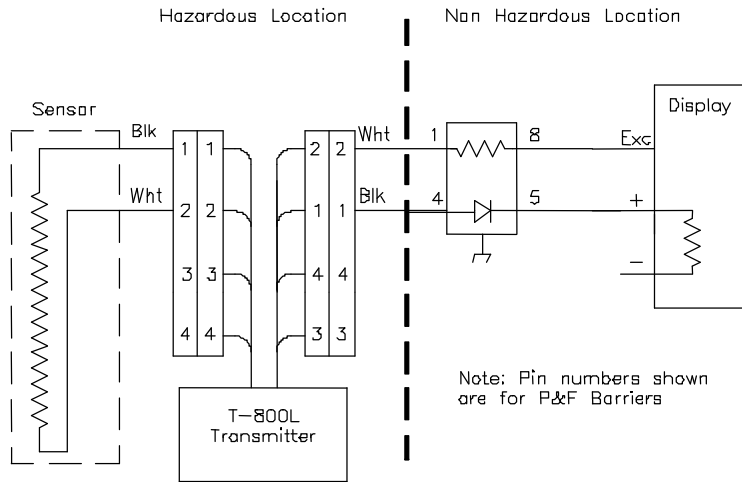 Hazardous Location
Non Hazardous Location
Sensor
Display
Blk
Wht
1 1
2 2
3 3
4 4
2 2
1 1
4 4
3 3
Wht
Blk
1
8
4
5
Exc
+
−
T-800L
Transmitter
Note: Pin numbers shown
are for P&F Barriers